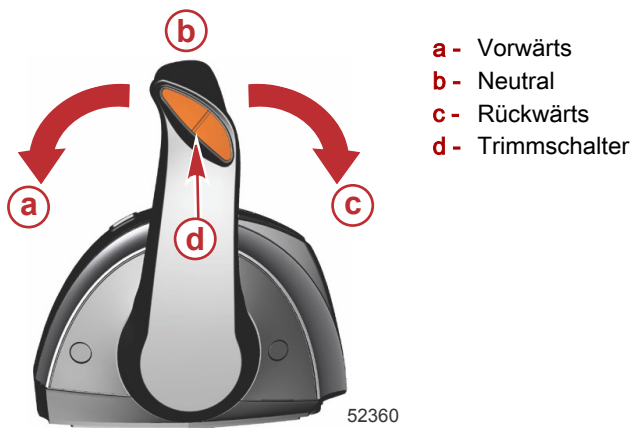 b
a - Vorwärts
b - Neutral
c - Rückwärts
d - Trimmschalter
a
c
d
52360